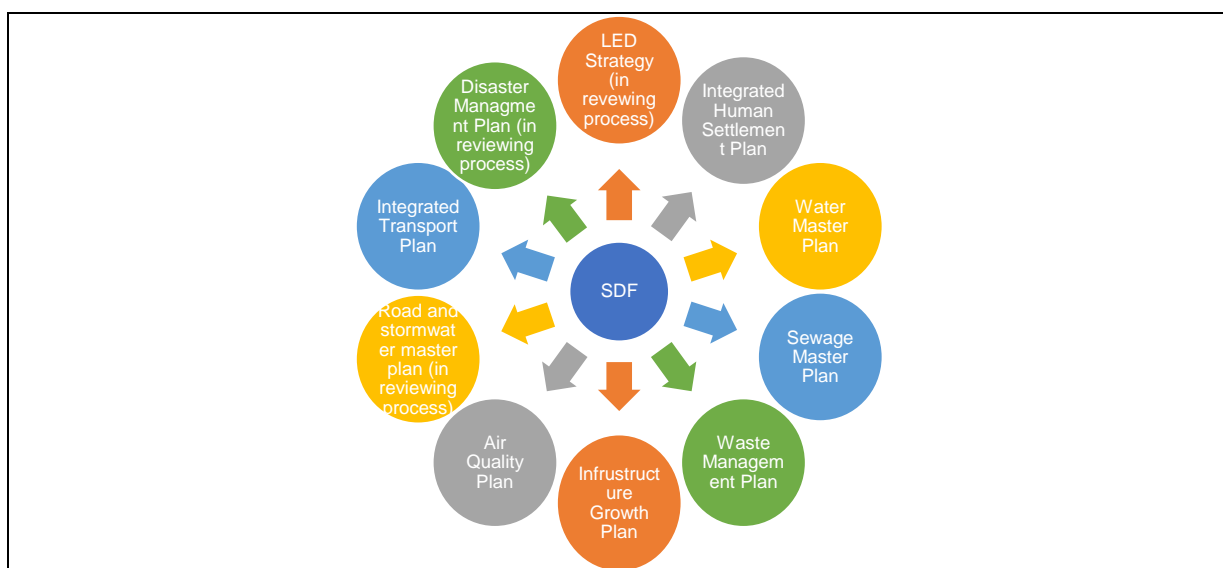 LED
Strategy
(in
revewing
process)
Integrated
Human
Settlemen
t Plan
Water
Master
Plan
Sewage
Master
Plan
Waste
Managem
ent Plan
Infrustruct
ure
Growth
Plan
Air
Quality
Plan
Road and
stormwat
er master
plan (in
reviewing
process)
Integrated
Transport
Plan
Disaster
Managme
nt Plan (in
reviewing
process)
SDF